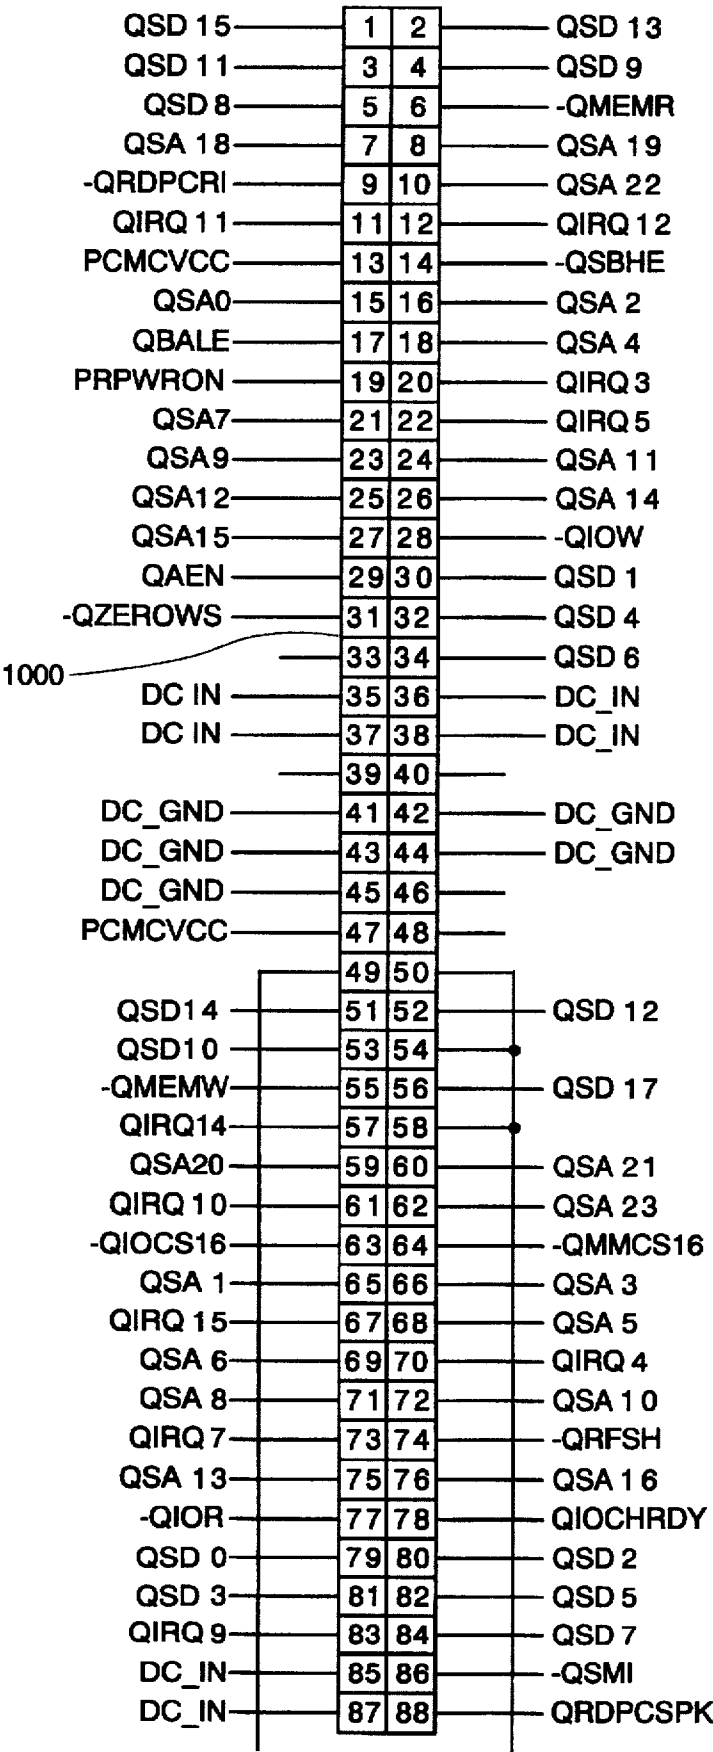 QSD 15 1 2 QSD 13
QSD 11 3 4 QSD 9
QSD 8 5 6 -QMEMR
QSA 18 7 8 QSA 19
-QRDPCRI 9 10 QSA 22
QIRQ 11 11 12 QIRQ 12
PCMCVCC 13 14 -QSBHE
QSA0 15 16 QSA 2
QBALE 17 18 QSA 4
PRPWRON 19 20 QIRQ 3
QSA7 21 22 QIRQ 5
QSA9 23 24 QSA 11
QSA12 25 26 QSA 14
QSA15 27 28 -QIOW
QAEN 29 30 QSD 1
-QZEROWS 31 32 QSD 4
33 34 QSD 6
1000
DC IN 35 36 DC_IN
DC IN 37 38 DC_IN
39 40
DC_GND 41 42 DC_GND
DC_GND 43 44 DC_GND
DC_GND 45 46
PCMCVCC 47 48
49 50
QSD14 51 52 QSD 12
QSD10 53 54
-QMEMW 55 56 QSD 17
QIRQ14 57 58
QSA20 59 60 QSA 21
QIRQ 10 61 62 QSA 23
-QIOCS16 63 64 -QMMCS16
QSA 1 65 66 QSA 3
QIRQ 15 67 68 QSA 5
QSA 6 69 70 QIRQ 4
QSA 8 71 72 QSA 10
QIRQ 7 73 74 -QRFSH
QSA 13 75 76 QSA 16
-QIOR 77 78 QIOCHRDY
QSD 0 79 80 QSD 2
QSD 3 81 82 QSD 5
QIRQ 9 83 84 QSD 7
DC_IN 85 86 -QSMI
DC_IN 87 88 QRDPCSPK